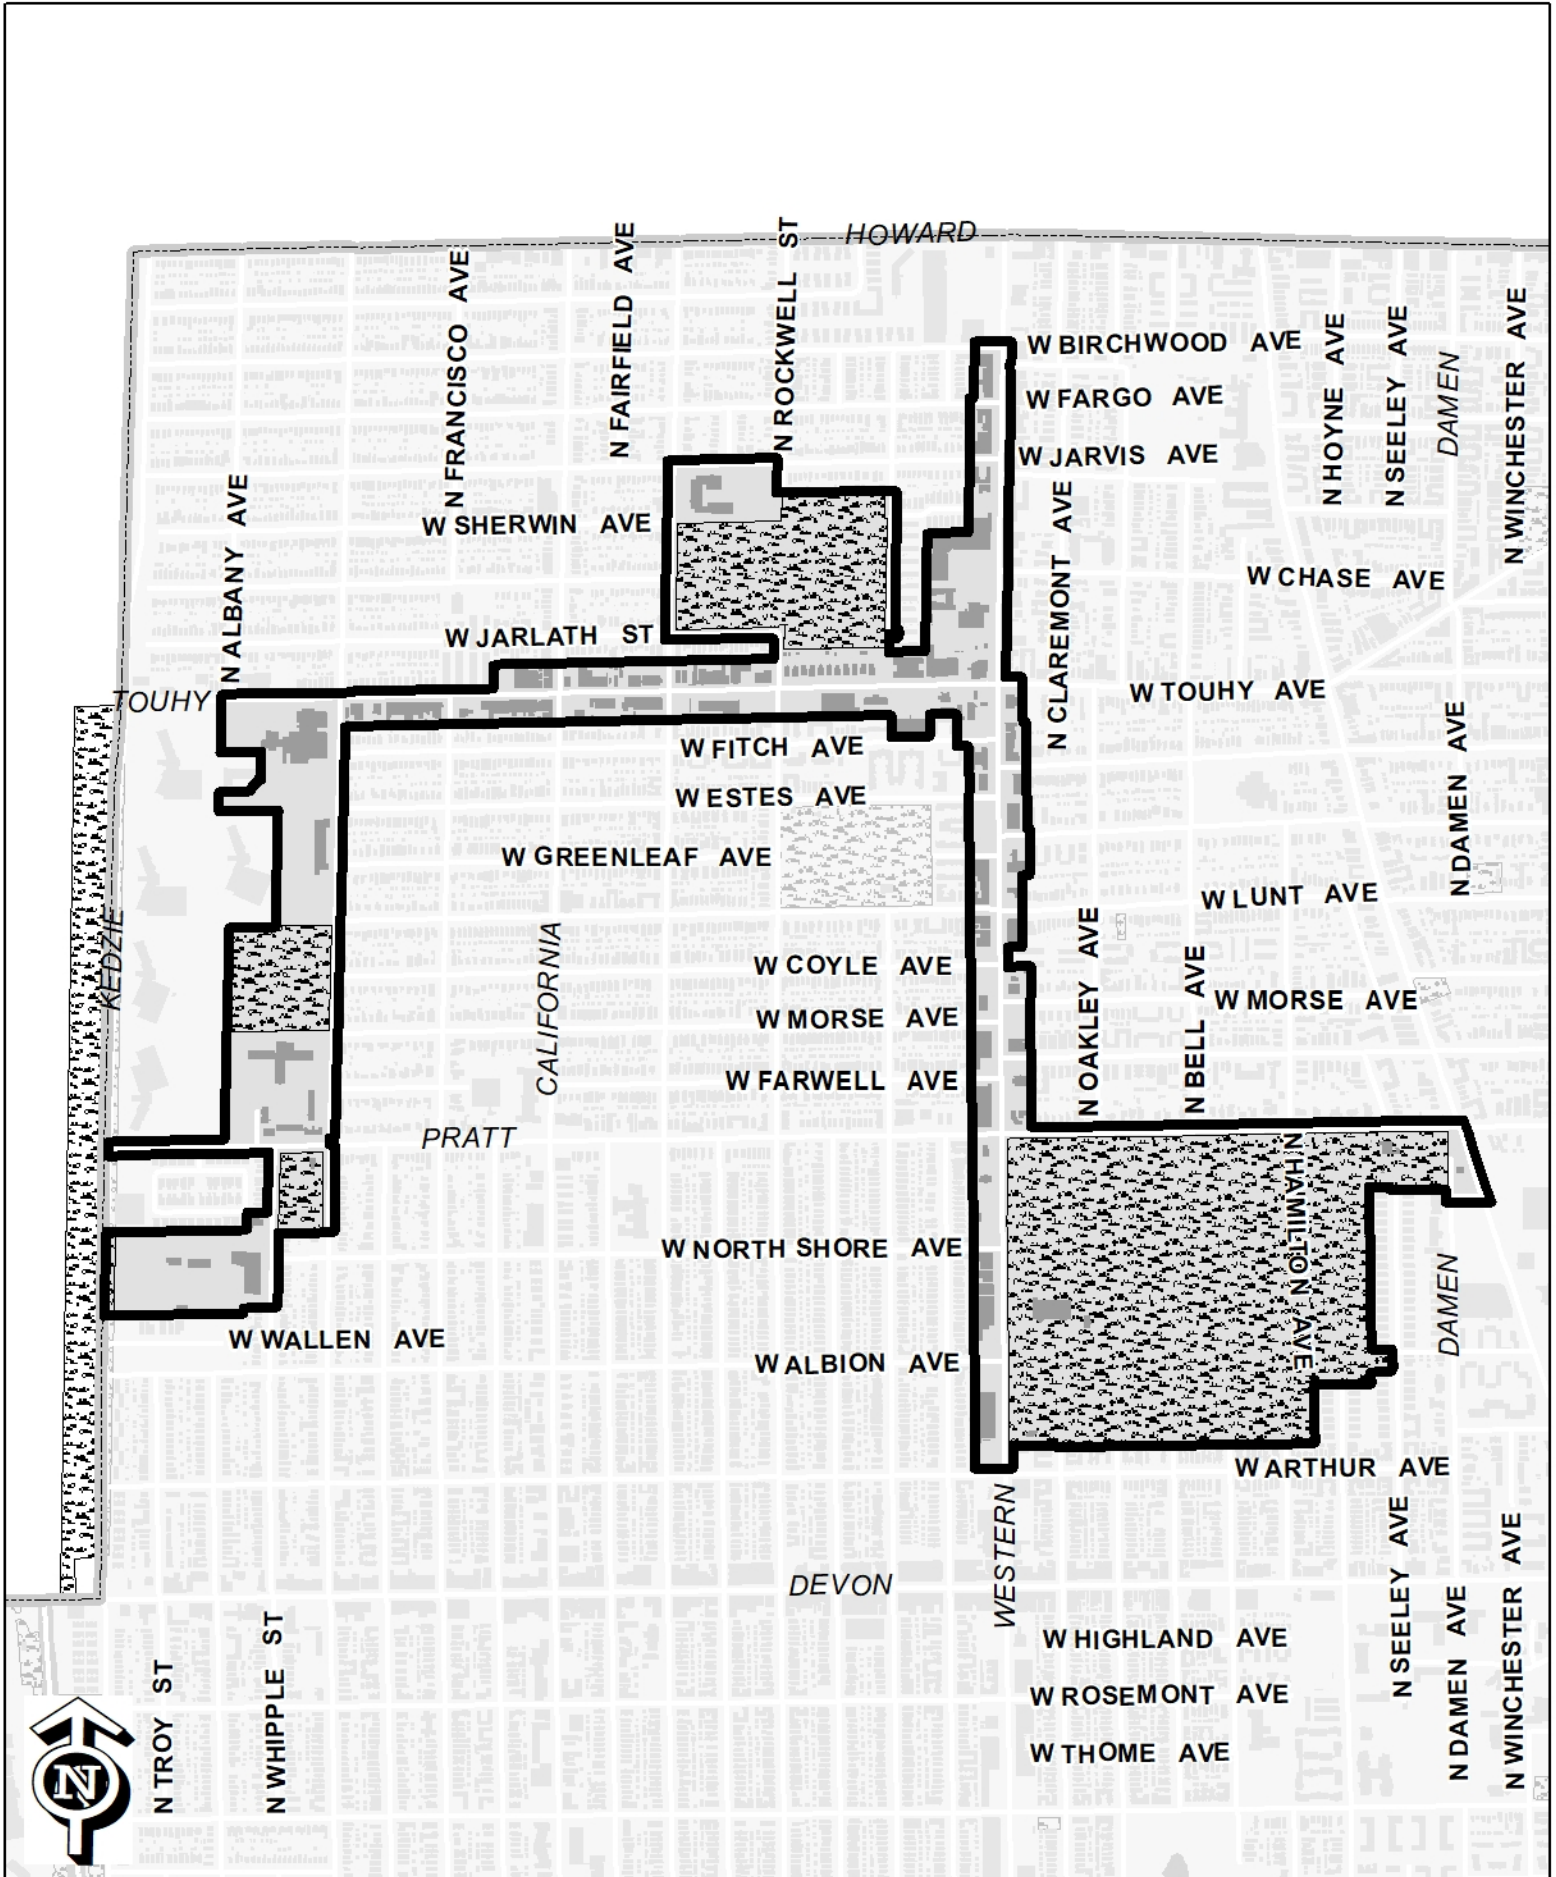 HOWARD
N FRANCISCO AVE
N FAIRFIELD AVE
N ROCKWELL ST
W BIRCHWOOD AVE
W FARGO AVE
W JARVIS AVE
N HOYNE AVE
N SEELEY AVE
DAMEN
N WINCHESTER AVE
N ALBANY AVE
W SHERWIN AVE
N CLAREMONT AVE
W CHASE AVE
W JARLATH ST
TOUHY
W TOUHY AVE
W FITCH AVE
W ESTES AVE
N DAMEN AVE
W GREENLEAF AVE
W LUNT AVE
KEDZIE
CALIFORNIA
W COYLE AVE
N OAKLEY AVE
N BELL AVE
W MORSE AVE
W MORSE AVE
W FARWELL AVE
PRATT
N HAMILTON AVE
W NORTH SHORE AVE
DAMEN
W WALLEN AVE
W ALBION AVE
W ARTHUR AVE
WESTERN
DEVON
N SEELEY AVE
N DAMEN AVE
N WINCHESTER AVE
W HIGHLAND AVE
W ROSEMONT AVE
W THOME AVE
N TROY ST
N WHIPPLE ST
N